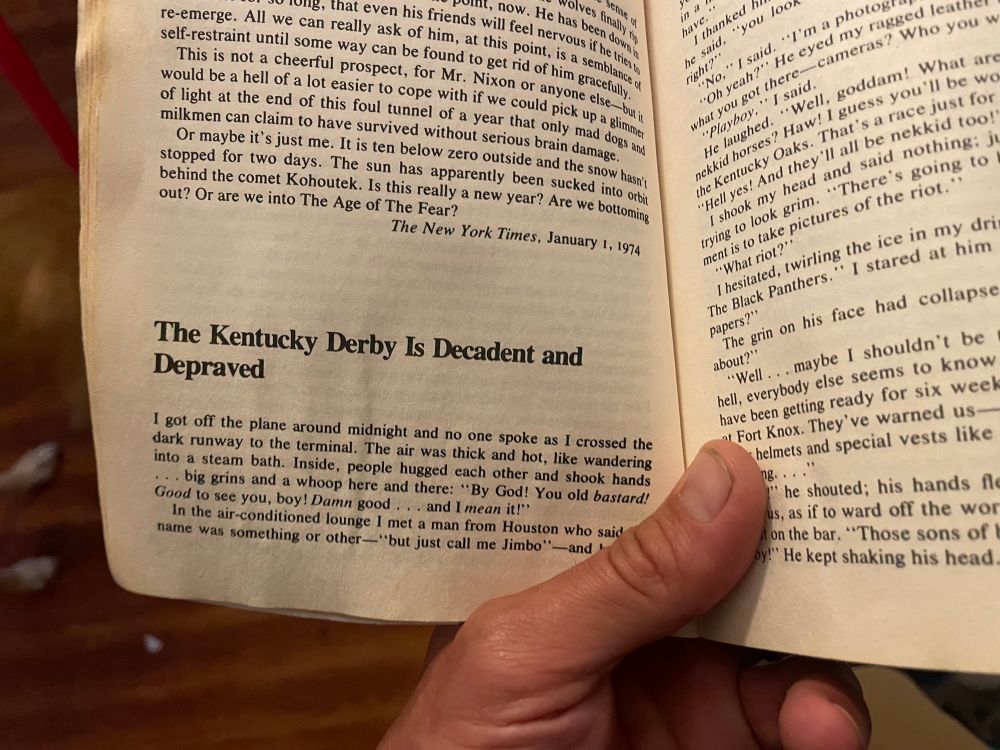 point, now. He has been down
so long, that even his friends will feel nervous if he tries to
re-emerge. All we can really ask of him, at this point, is a semblance of
self-restraint until some way can be found to get rid of him gracefully.
This is not a cheerful prospect, for Mr. Nixon or anyone else—but it
would be a hell of a lot easier to cope with if we could pick up a glimmer
of light at the end of this foul tunnel of a year that only mad dogs and
milkmen can claim to have survived without serious brain damage.
Or maybe it's just me. It is ten below zero outside and the snow hasn't
stopped for two days. The sun has apparently been sucked into orbit
behind the comet Kohoutek. Is this really a new year? Are we bottoming
out? Or are we into The Age of The Fear?
The New York Times, January 1, 1974
The Kentucky Derby Is Decadent and
Depraved
I got off the plane around midnight and no one spoke as I crossed the
dark runway to the terminal. The air was thick and hot, like wandering
into a steam bath. Inside, people hugged each other and shook hands
. . . big grins and a whoop here and there: "By God! You old bastard!
Good to see you, boy! Damn good . . . and I mean it!"
In the air-conditioned lounge I met a man from Houston who said
name was something or other—"but just call me Jimbo"—and
have."
I thanked him
he said. "you look
right?"
"No," I said. "I'm a photograp
"Oh yeah?" He eyed my ragged leather
what you got there—cameras? Who you w
"Playboy," I said.
He laughed. "Well, goddam! What are
nekkid horses? Haw! I guess you'll be wo
the Kentucky Oaks. That's a race just for
"Hell yes! And they'll all be nekkid too!"
I shook my head and said nothing; ju
trying to look grim. "There's going to
ment is to take pictures of the riot."
"What riot?"
I hesitated, twirling the ice in my drin
The Black Panthers." I stared at him
papers?"
The grin on his face had collapse
about?"
"Well . . . maybe I shouldn't be
hell, everybody else seems to know
have been getting ready for six week
at Fort Knox. They've warned us—
helmets and special vests like
ng. . . ."
he shouted; his hands fle
us, as if to ward off the wor
on the bar. "Those sons of
oy!" He kept shaking his head.